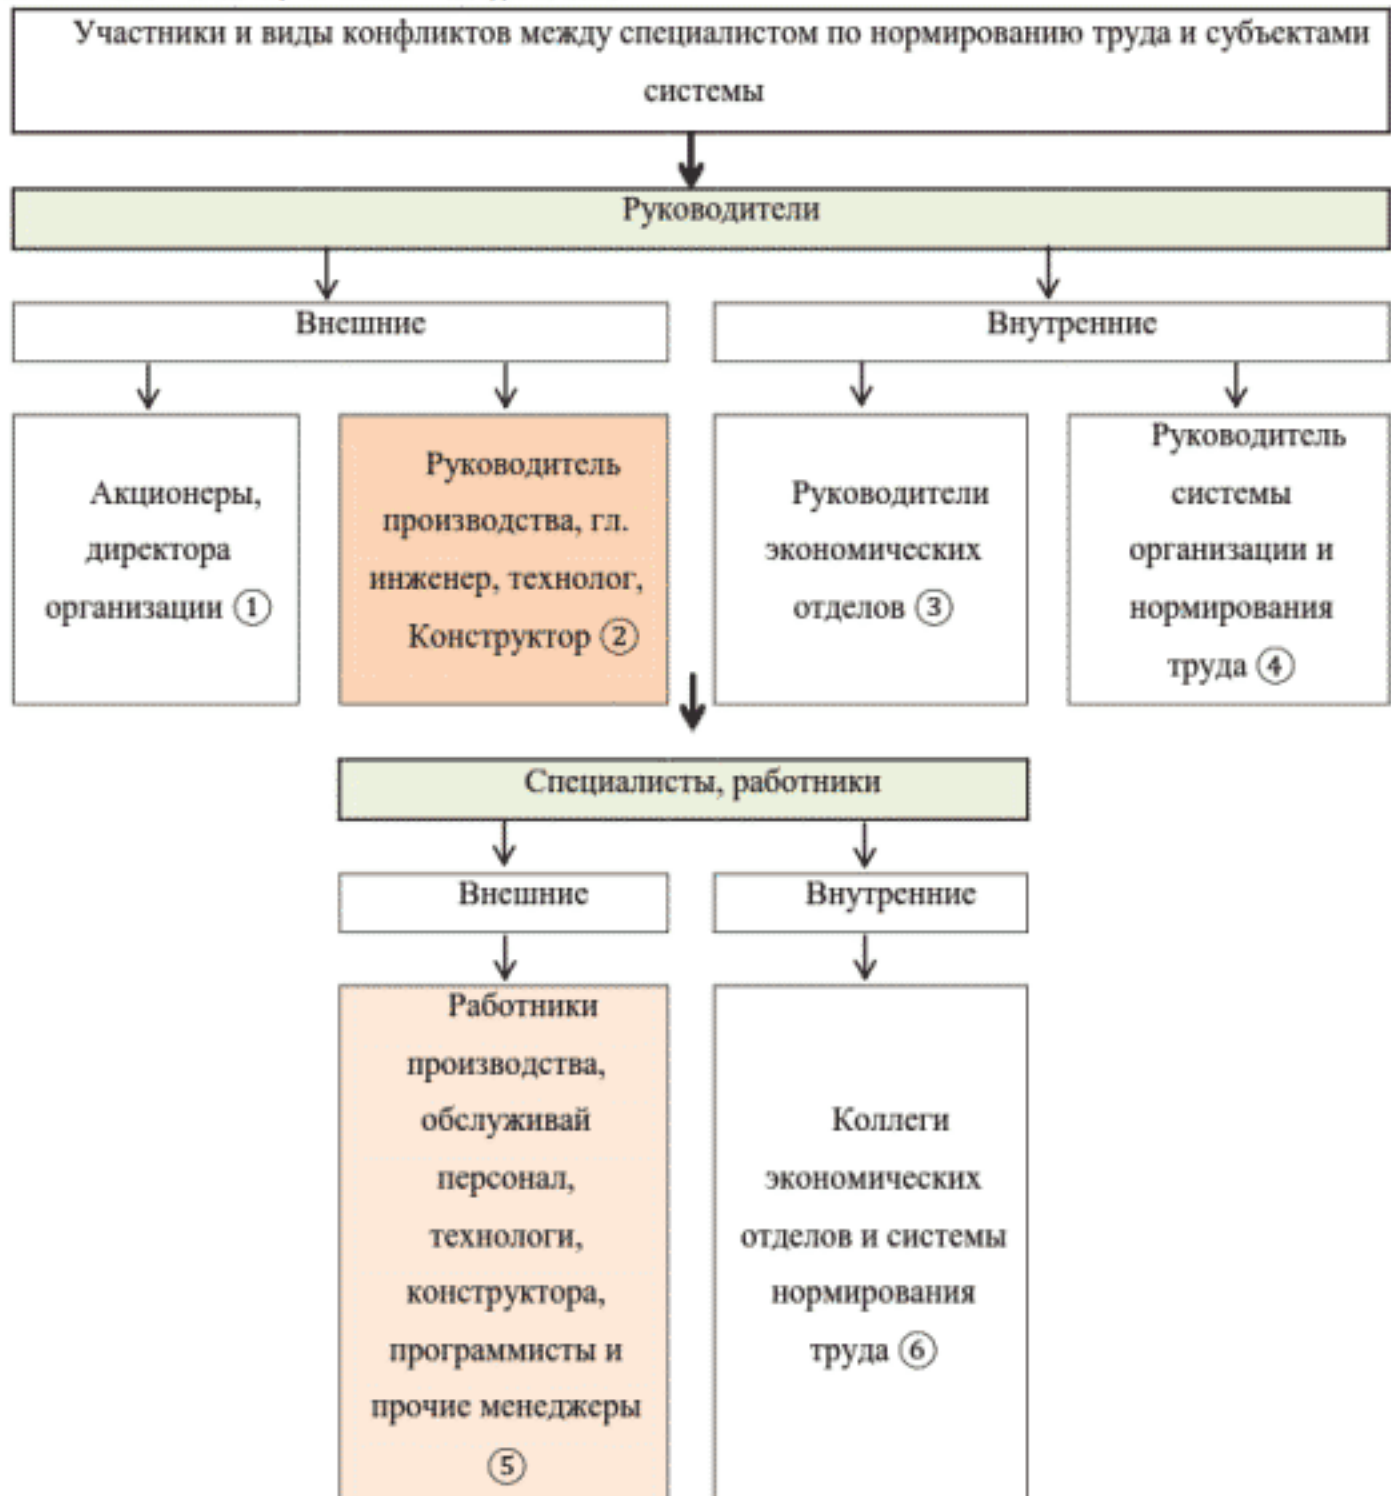 Участники и виды конфликтов между специалистом по нормированию труда и субъектами
системы
Руководители
Внешние
Внутренние
Акционеры,
директора
организации ①
Руководитель
производства, гл.
инженер, технолог,
Конструктор ②
Руководители
экономических
отделов ③
Руководитель
системы
организации и
нормирования
труда ④
Специалисты, работники
Внешние
Внутренние
Работники
производства,
обслуживай
персонал,
технологи,
конструктора,
программисты и
прочие менеджеры
⑤
Коллеги
экономических
отделов и системы
нормирования
труда ⑥